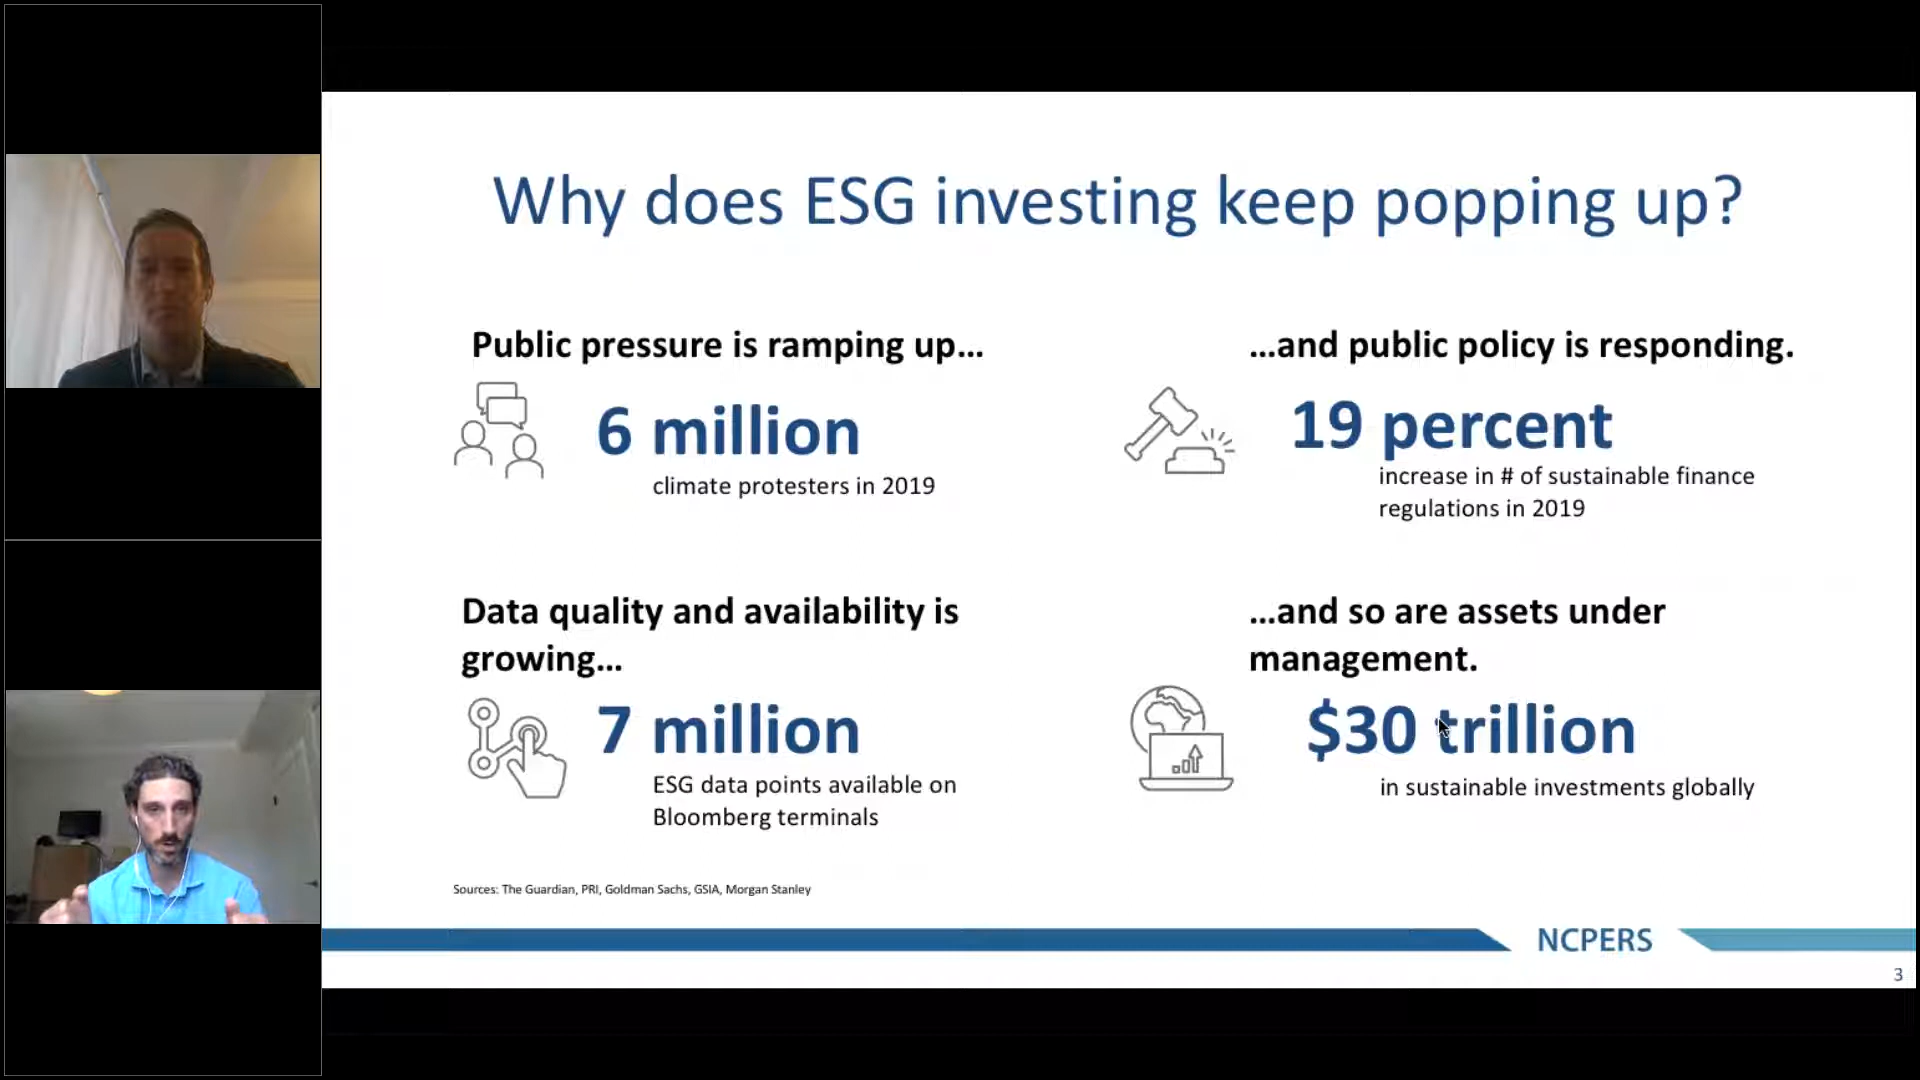 Why does ESG investing keep popping up?
Public pressure is ramping up...
6 million
climate protesters in 2019
...and public policy is responding.
19 percent
increase in # of sustainable finance
regulations in 2019
Data quality and availability is
growing...
7 million
ESG data points available on
Bloomberg terminals
...and so are assets under
management.
$30 trillion
in sustainable investments globally
Sources: The Guardian, PRI, Goldman Sachs, GSIA, Morgan Stanley
NCPERS
3